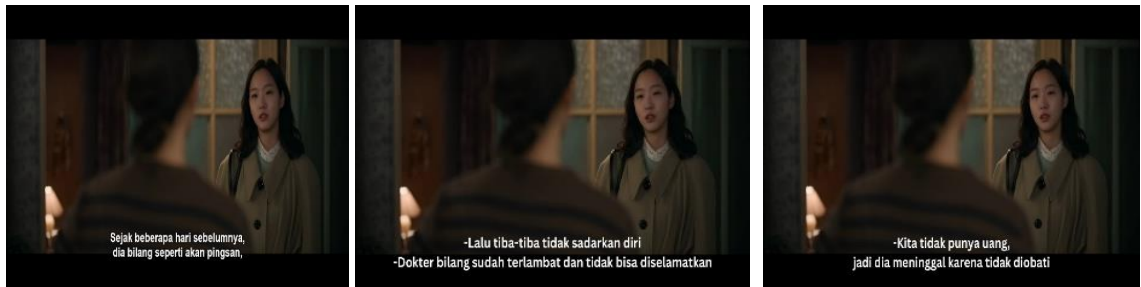 Sejak beberapa hari sebelumnya,
dia bilang seperti akan pingsan,
-Lalu tiba-tiba tidak sadarkan diri
-Dokter bilang sudah terlambat dan tidak bisa diselamatkan
-Kita tidak punya uang,
jadi dia meninggal karena tidak diobati